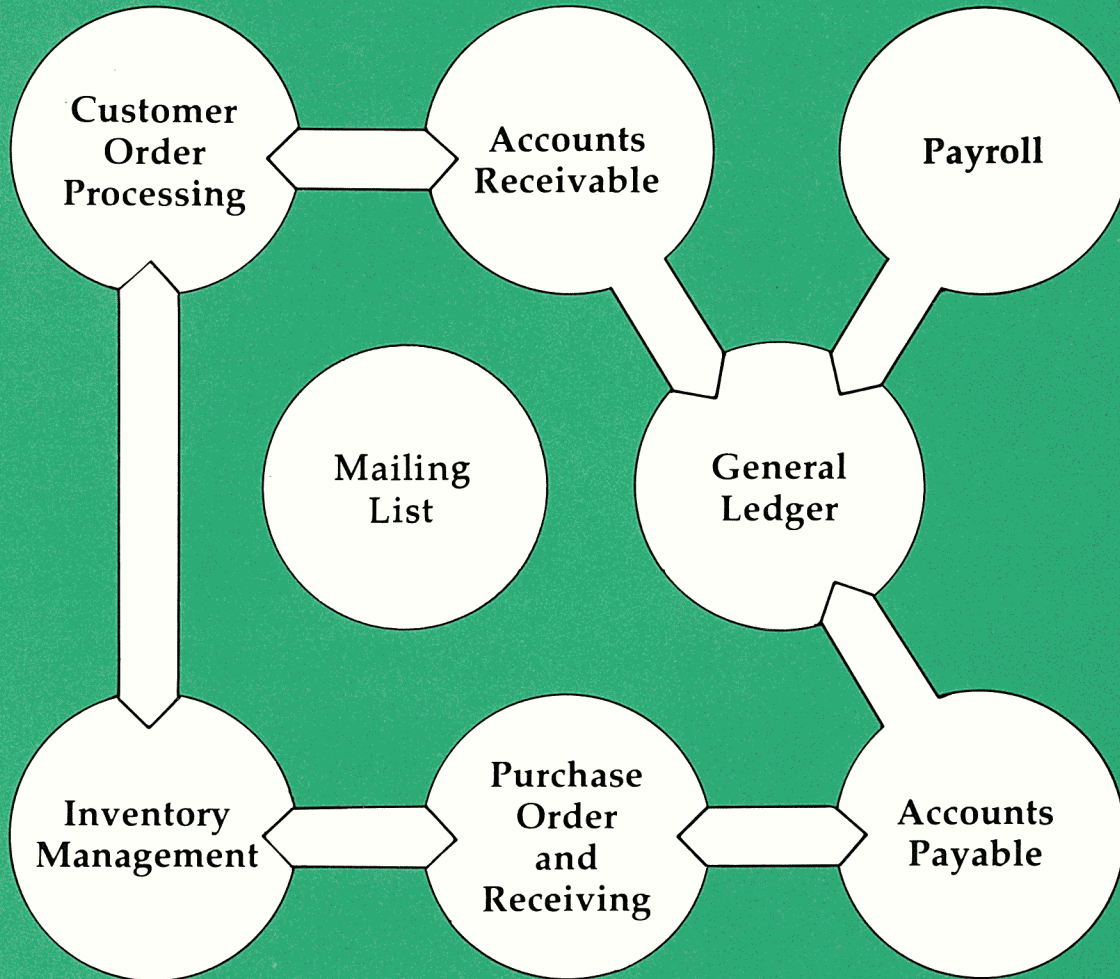 Customer
Order
Processing
Accounts
Receivable
Payroll
Mailing
List
General
Ledger
Inventory
Management
Purchase
Order
and
Receiving
Accounts
Payable